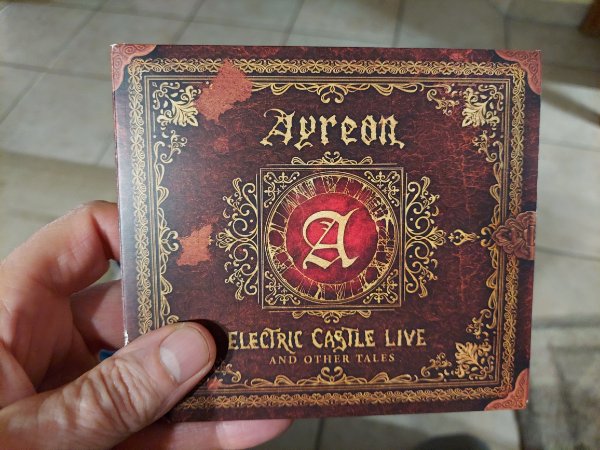 Ayreon
A
ELECTRIC CASTLE LIVE
AND OTHER TALES